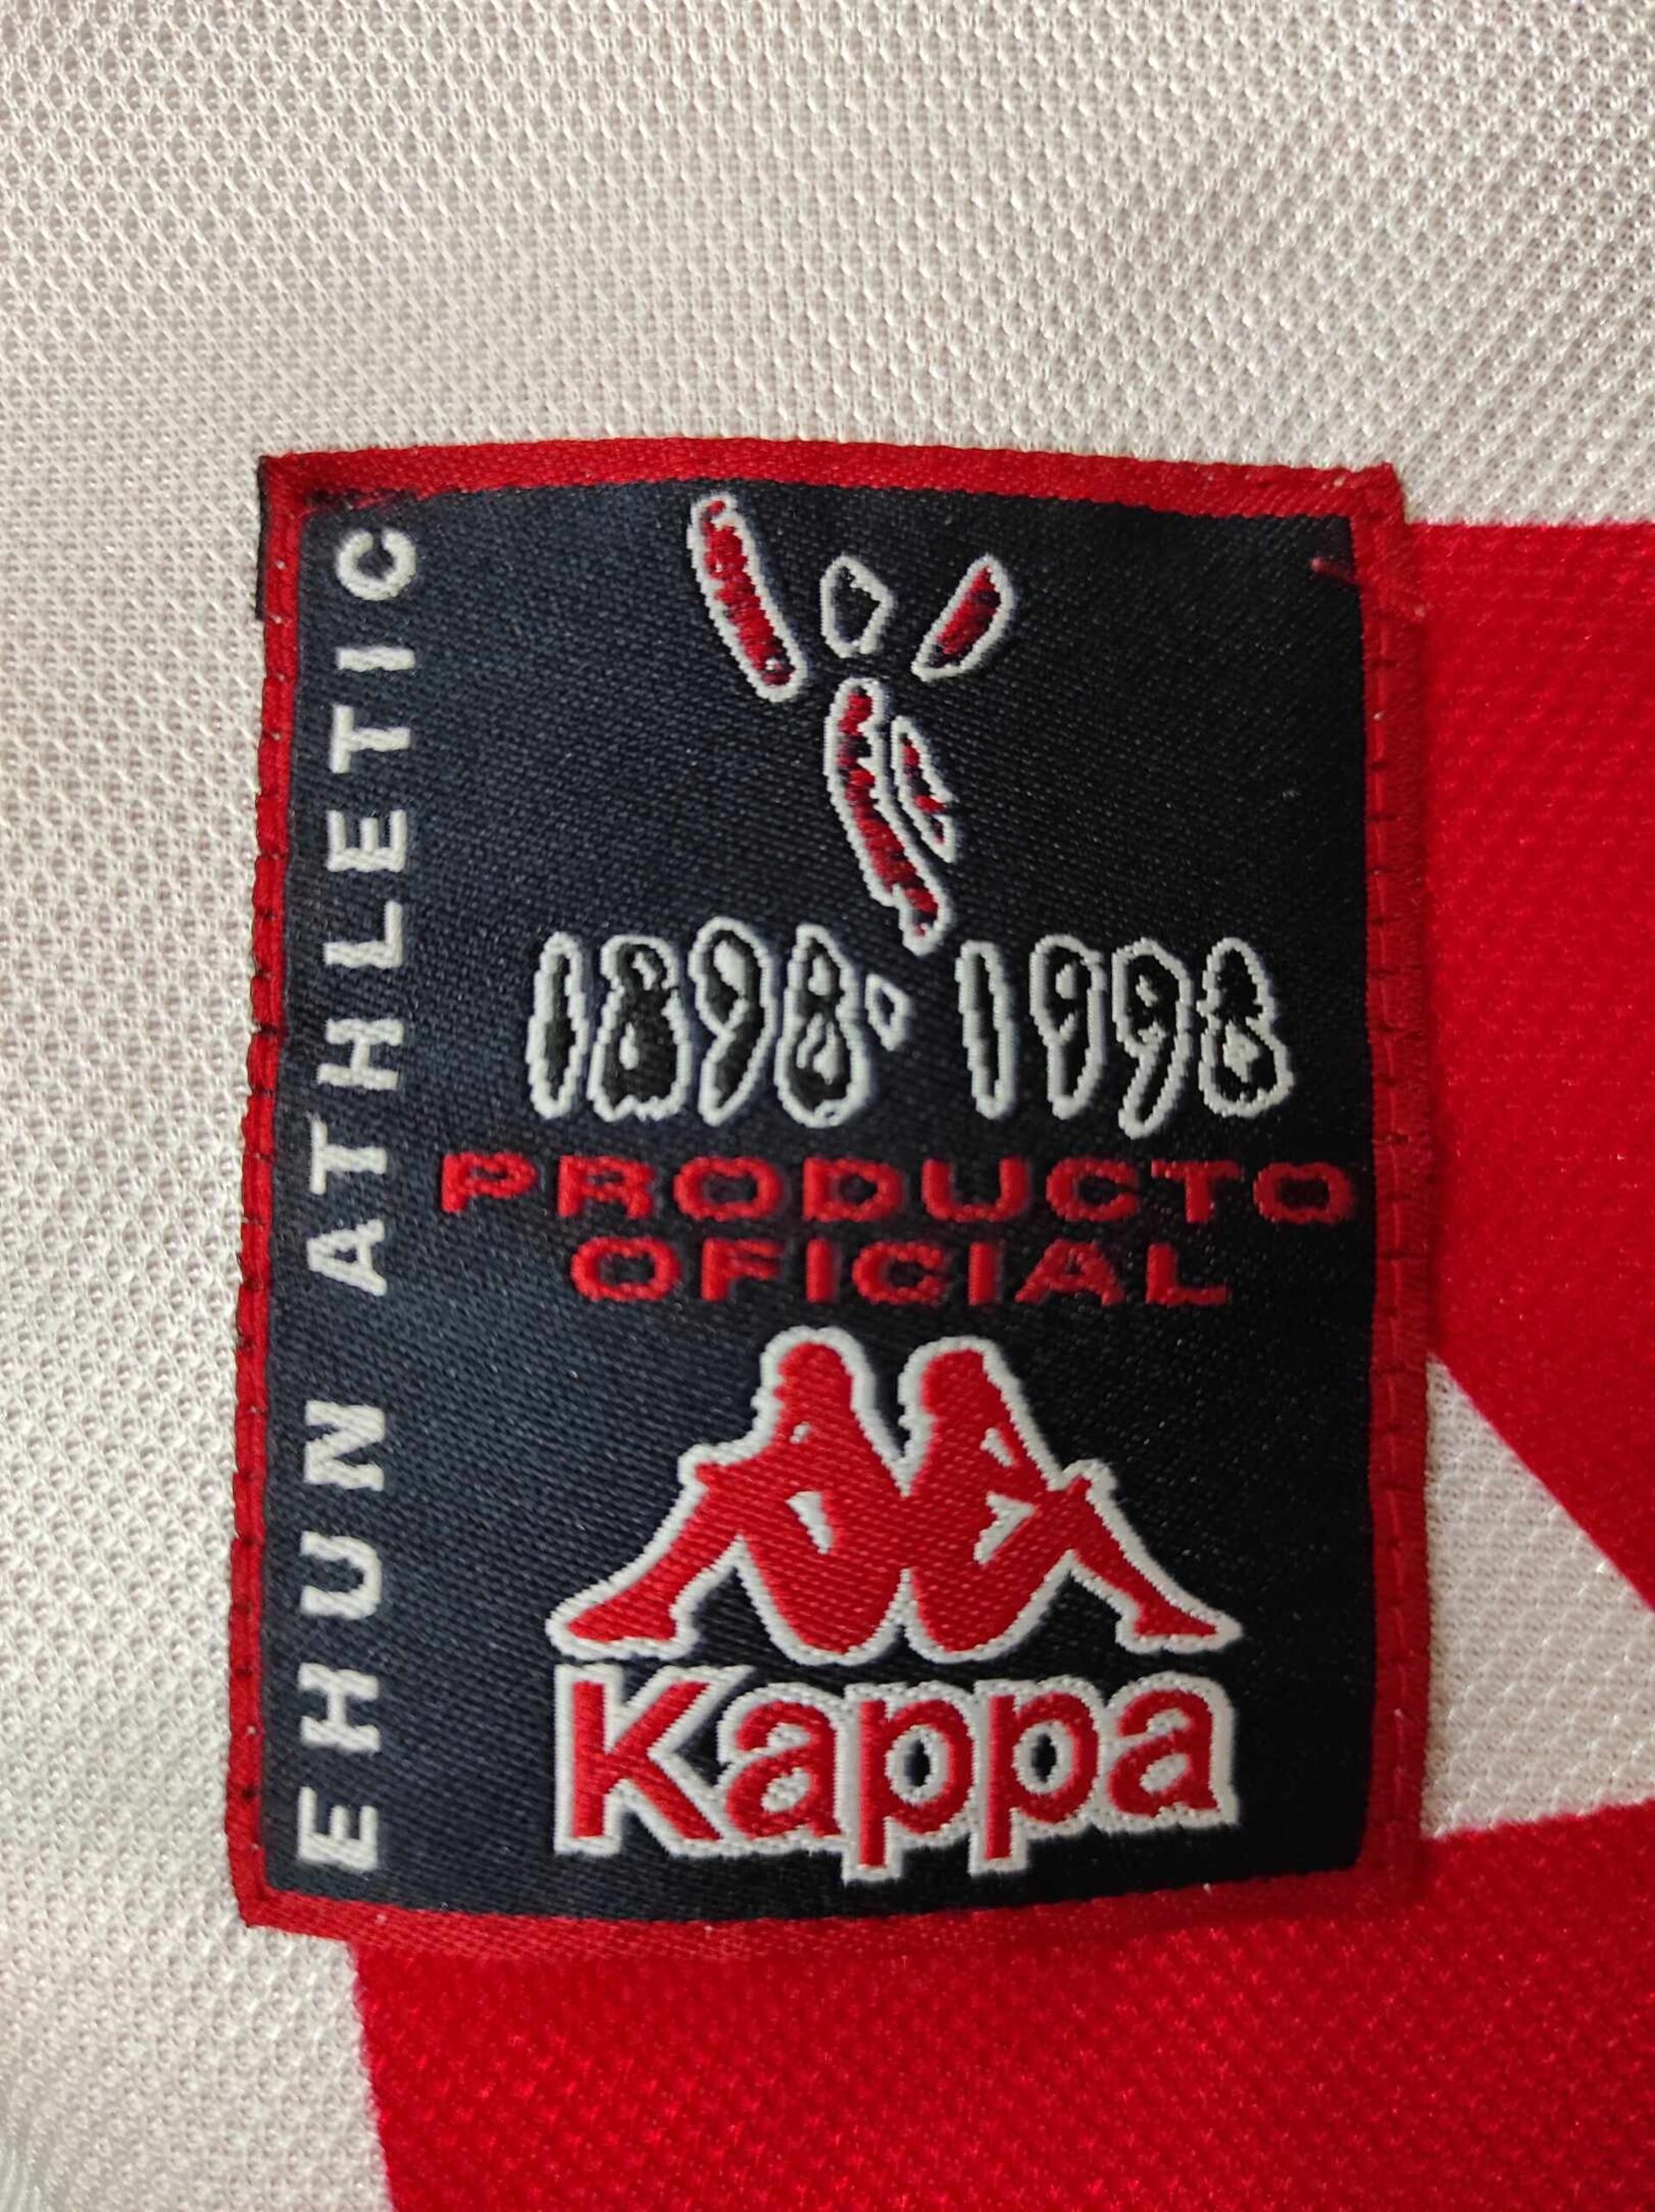 EHUN ATHLETIC
1898·1998
PRODUCTO
OFICIAL
Kappa